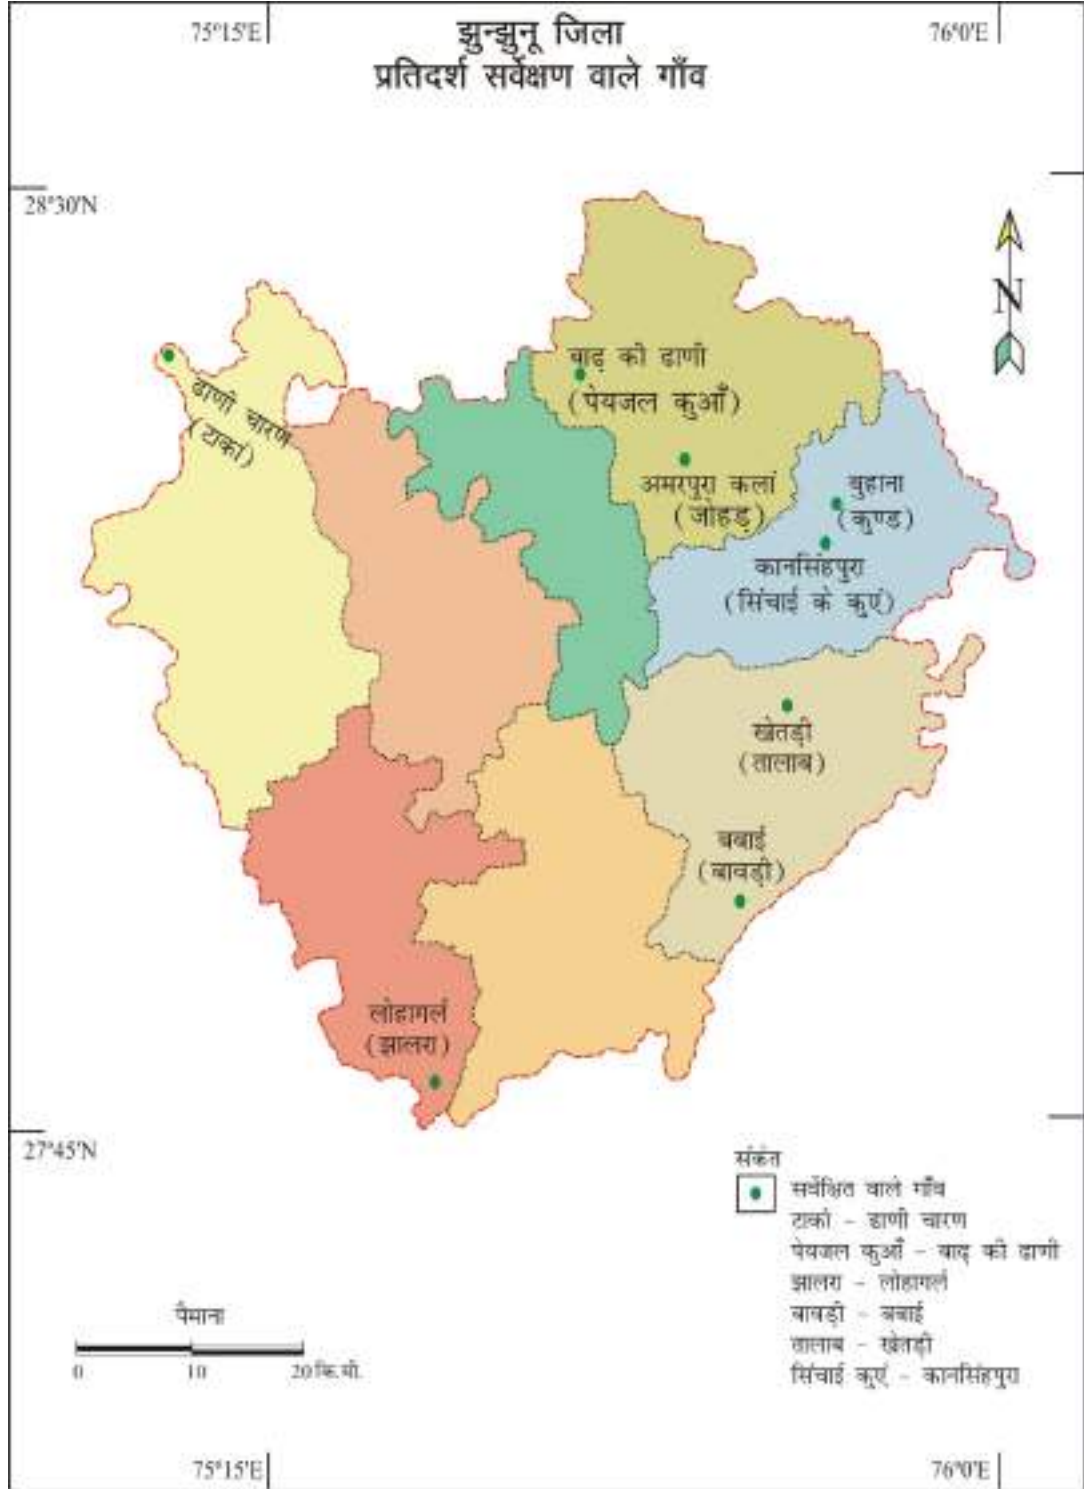 75°15'E
झुन्झुनू जिला
76°0'E
प्रतिदर्श सर्वेक्षण वाले गाँव
28°30'N
N
बाढ़ की ढाणी
(पेयजल कुआँ)
ढाणी चारण
(टाकां)
अमरपुरा कलां
(जोहड़)
बुहाना
(कुण्ड)
कानसिंहपुरा
(सिंचाई के कुएं)
खेतड़ी
(तालाब)
बबाई
(बावड़ी)
लोहागर्ल
(झालरा)
27°45'N
संकेत
सर्वेक्षित वाले गाँव
टाकां - ढाणी चारण
पेयजल कुआँ - बाढ़ की ढाणी
झालरा - लोहागर्ल
बावड़ी - बबाई
तालाब - खेतड़ी
सिंचाई कुएं - कानसिंहपुरा
पैमाना
0 10 20 कि.मी.
75°15'E
76°0'E